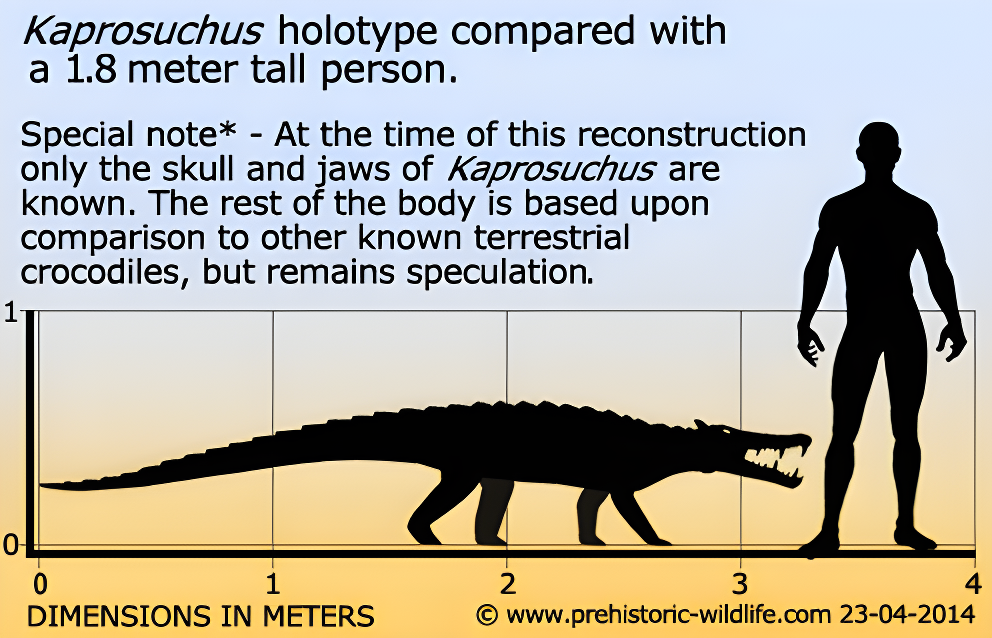 Kaprosuchus holotype compared with
a 1.8 meter tall person.
Special note* - At the time of this reconstruction
only the skull and jaws of Kaprosuchus are
known. The rest of the body is based upon
comparison to other known terrestrial
crocodiles, but remains speculation.
1
0
0 1 2 3 4
DIMENSIONS IN METERS
© www.prehistoric-wildlife.com 23-04-2014